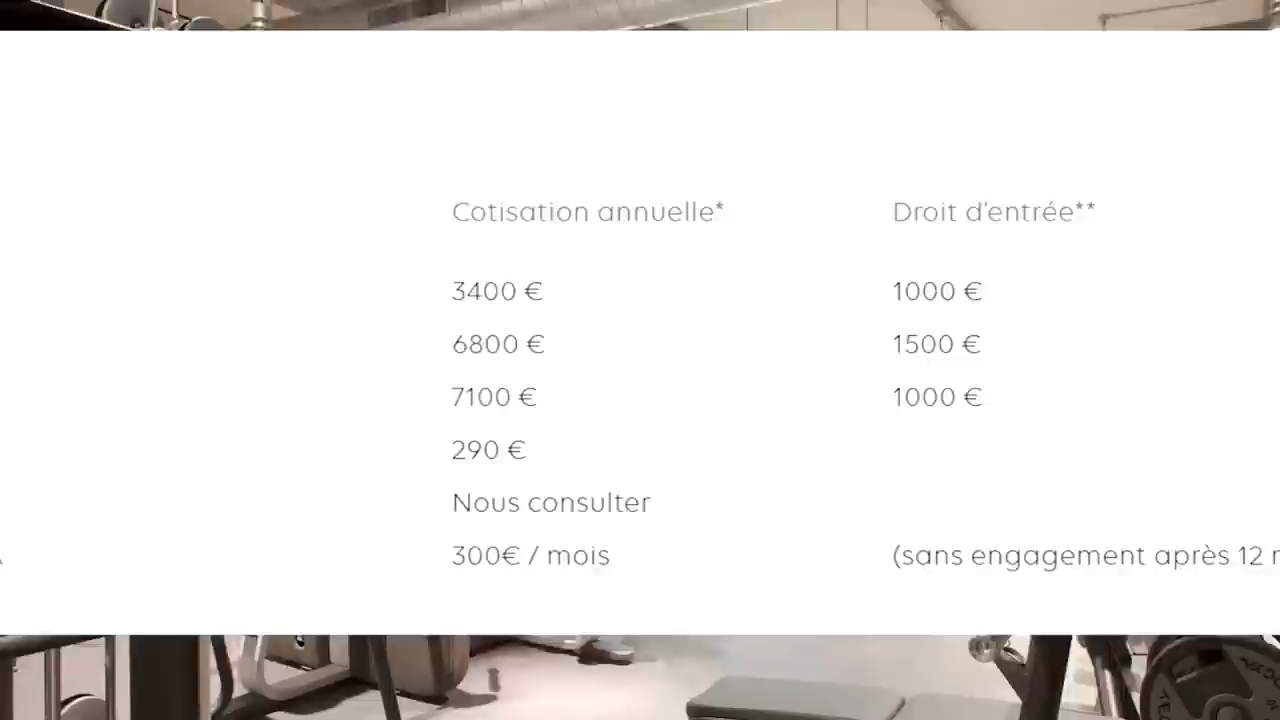 Cotisation annuelle* Droit d'entrée**
3400 € 1000 €
6800 € 1500 €
7100 € 1000 €
290 €
Nous consulter
300€ / mois (sans engagement après 12